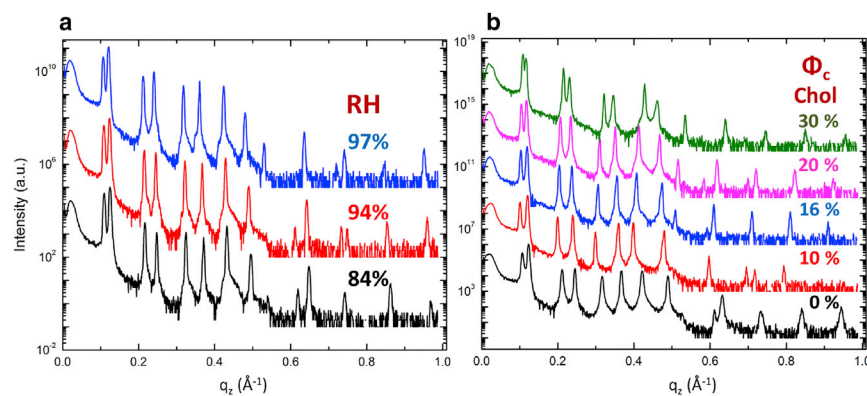 a
b
Intensity (a.u.)
10^10
10^6
10^2
10^-2
RH
97%
94%
84%
0.0 0.2 0.4 0.6 0.8 1.0
q_z (Å^-1)
10^19
10^15
10^11
10^7
10^3
Φ_c
Chol
30 %
20 %
16 %
10 %
0 %
0.0 0.2 0.4 0.6 0.8 1.0
q_z (Å^-1)